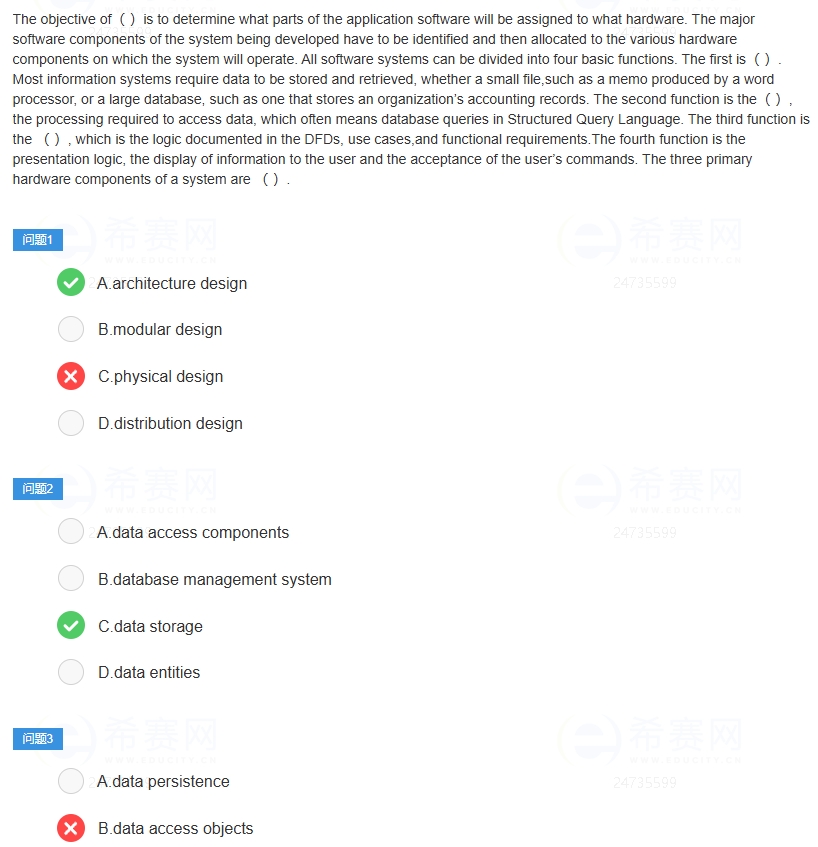 The objective of ( ) is to determine what parts of the application software will be assigned to what hardware. The major
software components of the system being developed have to be identified and then allocated to the various hardware
components on which the system will operate. All software systems can be divided into four basic functions. The first is ( ) .
Most information systems require data to be stored and retrieved, whether a small file,such as a memo produced by a word
processor, or a large database, such as one that stores an organization's accounting records. The second function is the ( ) ,
the processing required to access data, which often means database queries in Structured Query Language. The third function is
the ( ) , which is the logic documented in the DFDs, use cases,and functional requirements.The fourth function is the
presentation logic, the display of information to the user and the acceptance of the user's commands. The three primary
hardware components of a system are ( ) .
希赛网 希赛网
WWW.EDUCITY.CN WWW.EDUCITY.CN
问题1
A.architecture design
24735599
B.modular design
C.physical design
D.distribution design
希赛网 希赛网
WWW.EDUCITY.CN WWW.EDUCITY.CN
问题2
A.data access components
24735599
B.database management system
C.data storage
D.data entities
希赛网 希赛网
WWW.EDUCITY.CN WWW.EDUCITY.CN
问题3
A.data persistence
24735599
B.data access objects